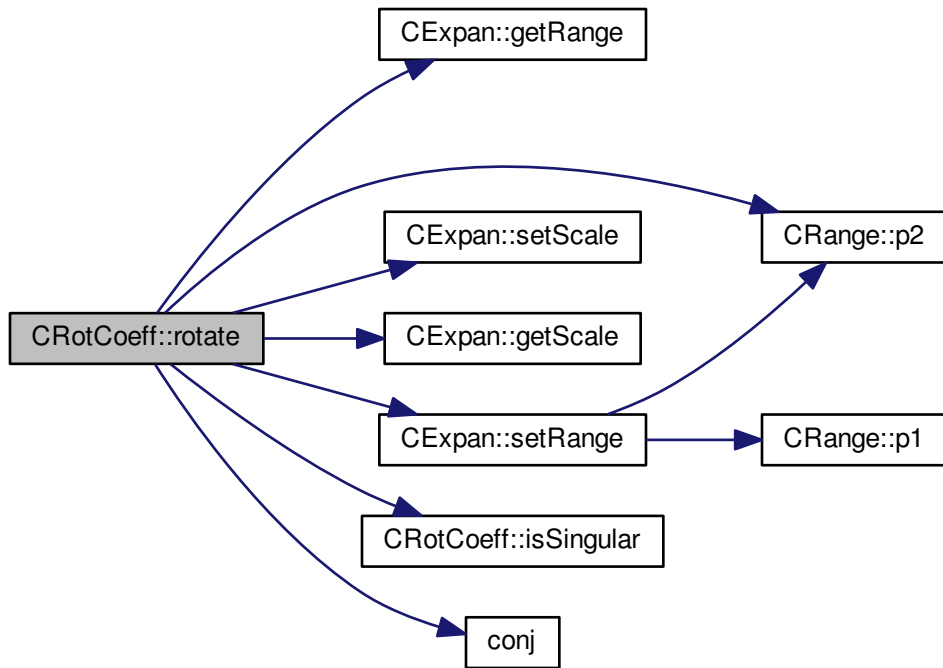 CExpan::getRange
CExpan::setScale
CRange::p2
CRotCoeff::rotate
CExpan::getScale
CExpan::setRange
CRange::p1
CRotCoeff::isSingular
conj